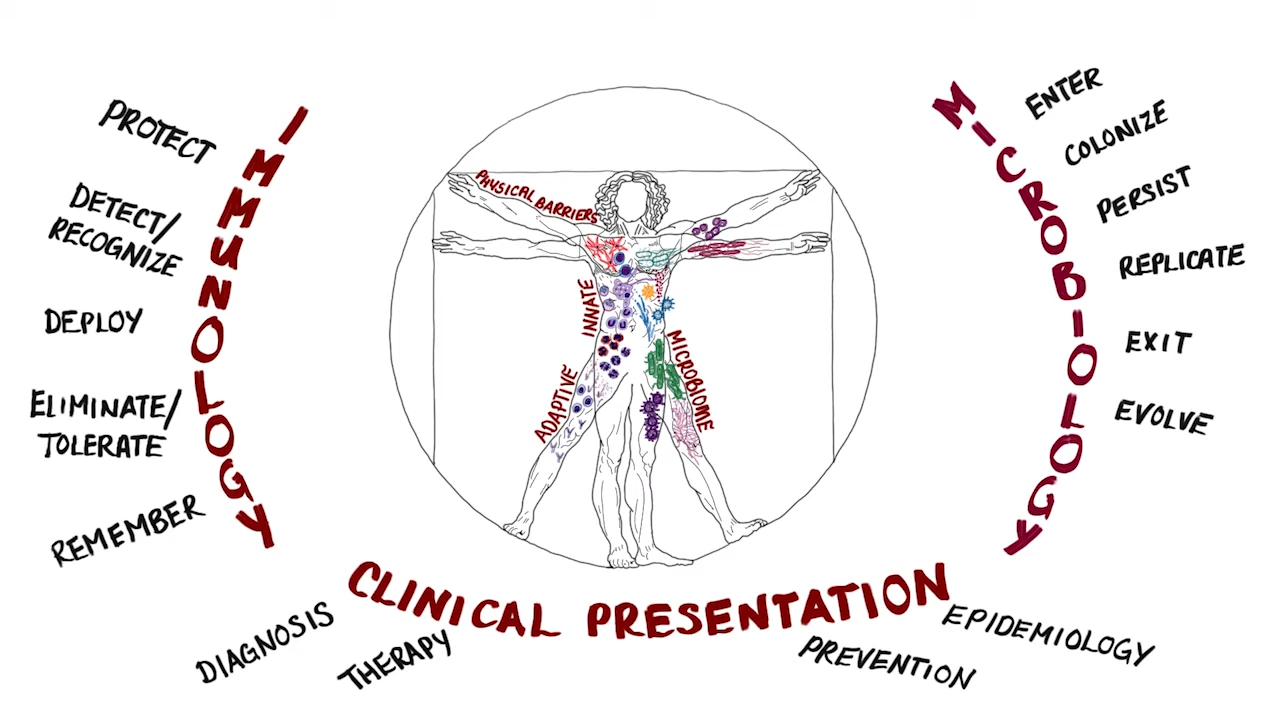 IMMUNOLOGY
PROTECT
DETECT/
RECOGNIZE
DEPLOY
ELIMINATE/
TOLERATE
REMEMBER
PHYSICAL BARRIERS
INNATE
ADAPTIVE
MICROBIOME
MICROBIOLOGY
ENTER
COLONIZE
PERSIST
REPLICATE
EXIT
EVOLVE
CLINICAL PRESENTATION
DIAGNOSIS
THERAPY
PREVENTION
EPIDEMIOLOGY